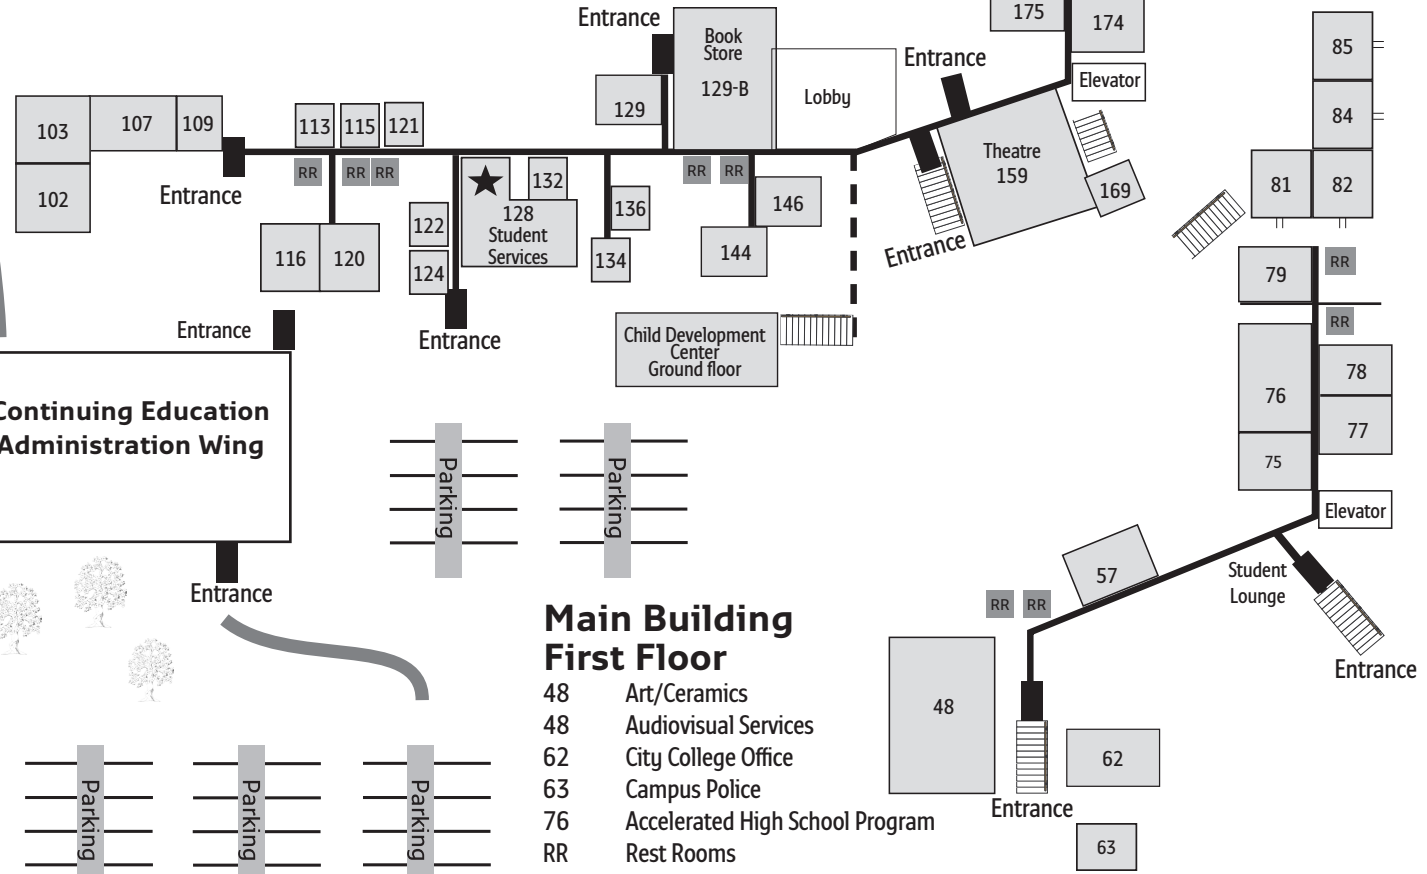 175
174
Entrance
Book
Store
129-B
Lobby
Entrance
Elevator
85
84
81
82
103
107
109
102
Entrance
113
115
121
129
RR
RR
RR
116
120
122
124
Entrance
132
128
Student
Services
136
134
RR
RR
146
144
Theatre
159
169
Entrance
79
RR
RR
76
78
77
75
Elevator
Entrance
Child Development
Center
Ground floor
Continuing Education
Administration Wing
Entrance
Parking
Parking
57
RR
RR
Student
Lounge
Entrance
48
62
63
Entrance
Main Building
First Floor
48 Art/Ceramics
48 Audiovisual Services
62 City College Office
63 Campus Police
76 Accelerated High School Program
RR Rest Rooms
Parking
Parking
Parking